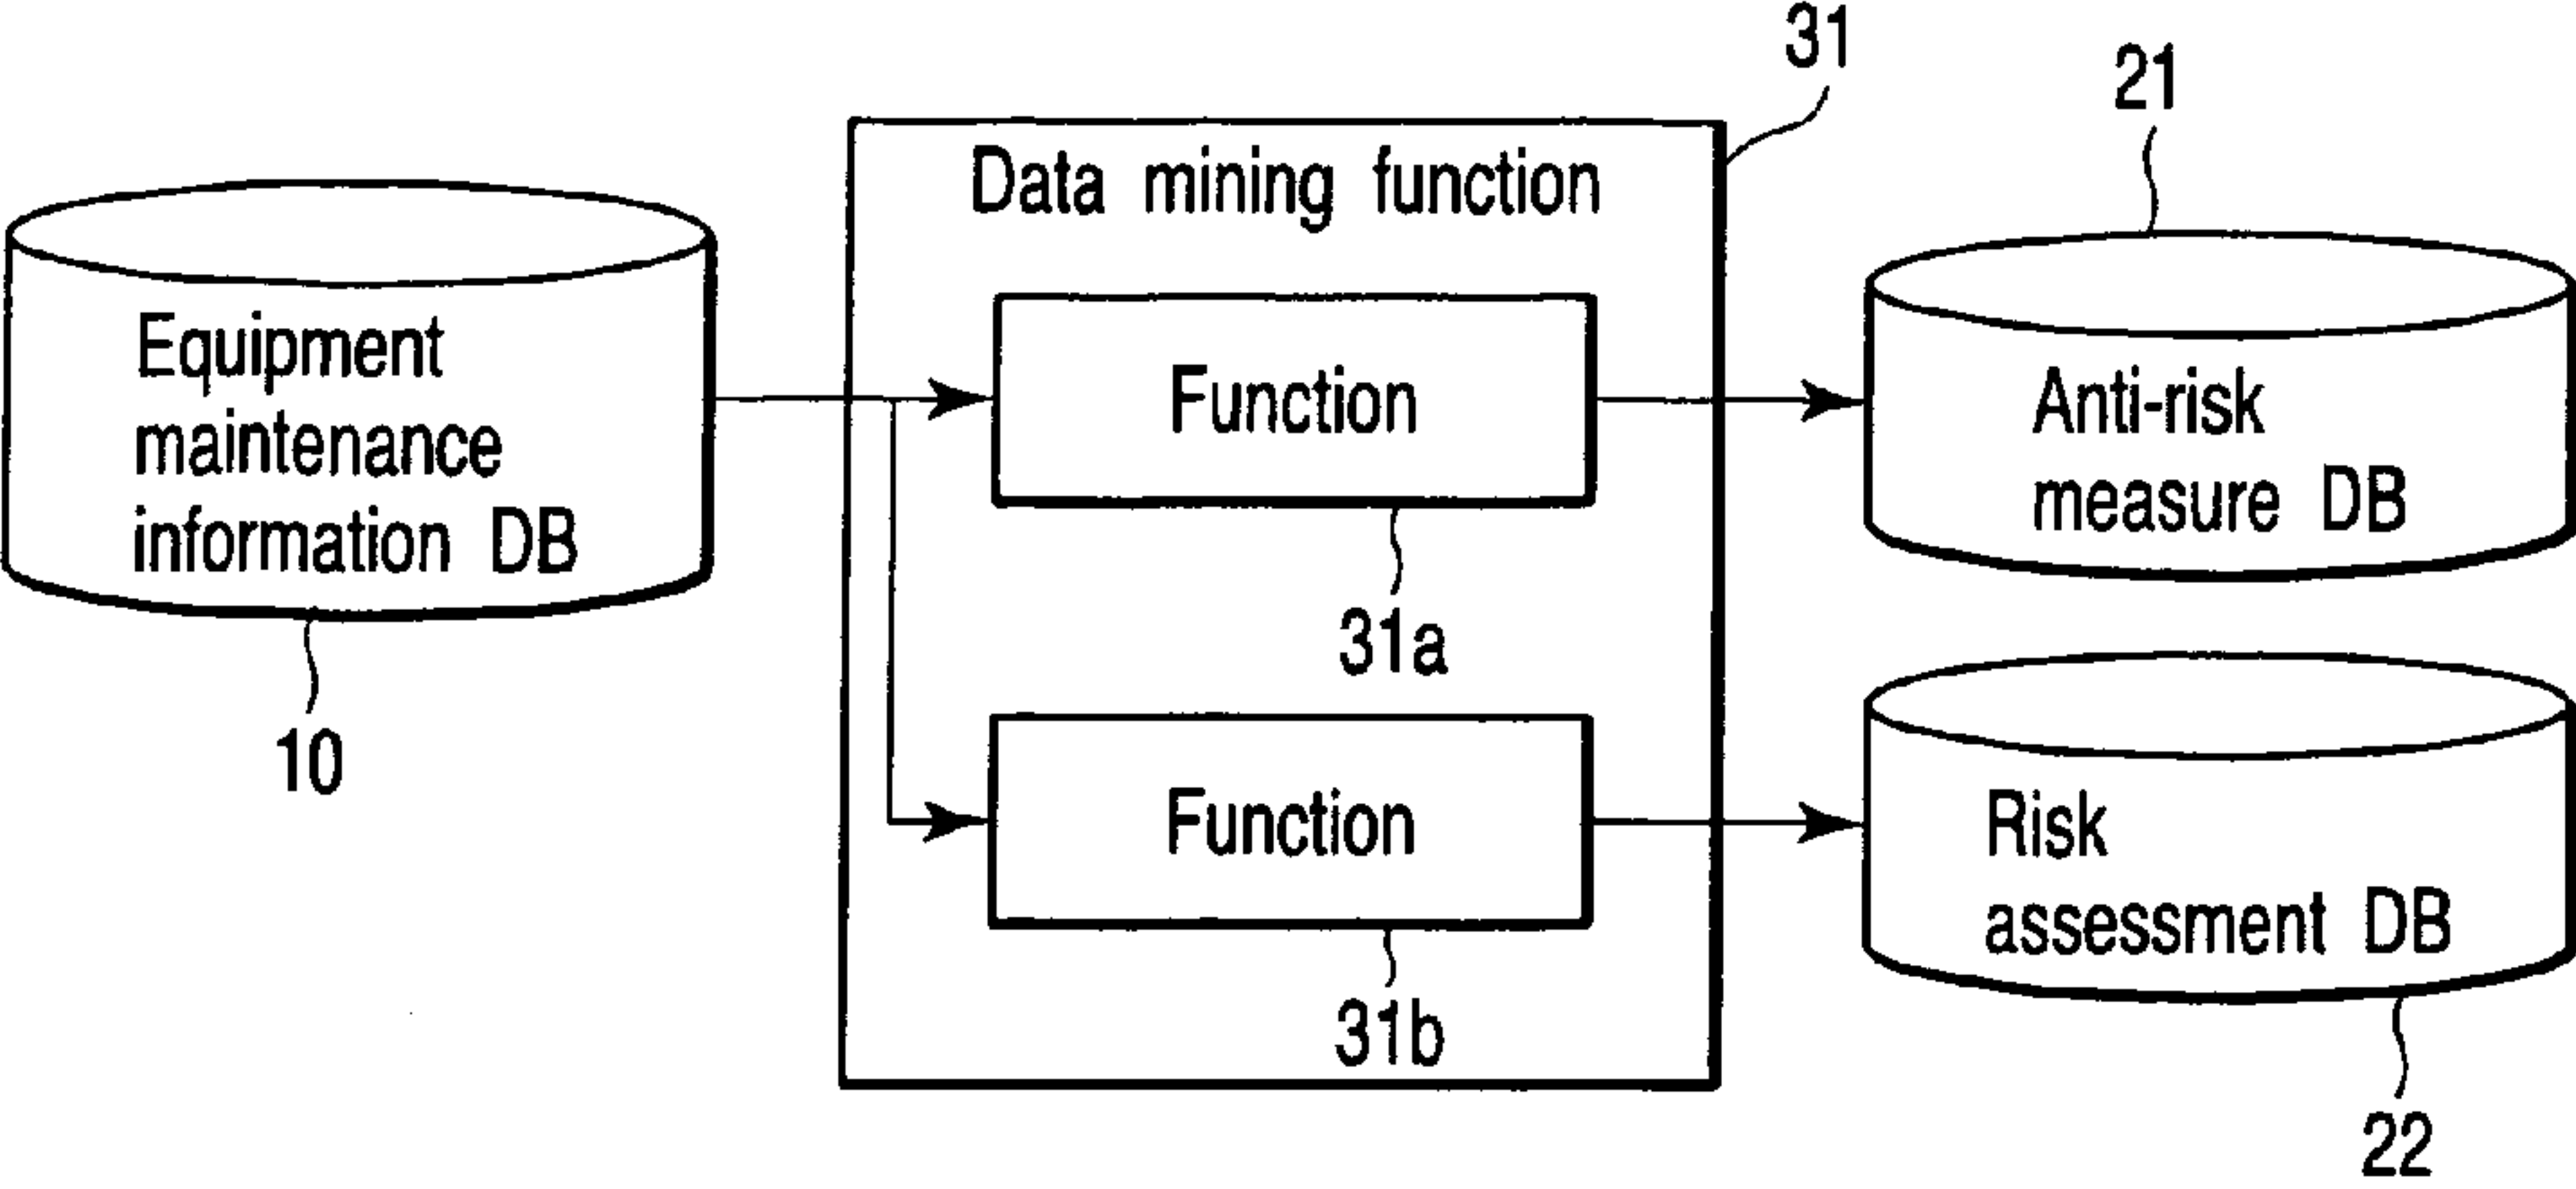 31
21
Data mining function
Equipment
maintenance
information DB
Function
Anti-risk
measure DB
31a
10
Function
Risk
assessment DB
31b
22